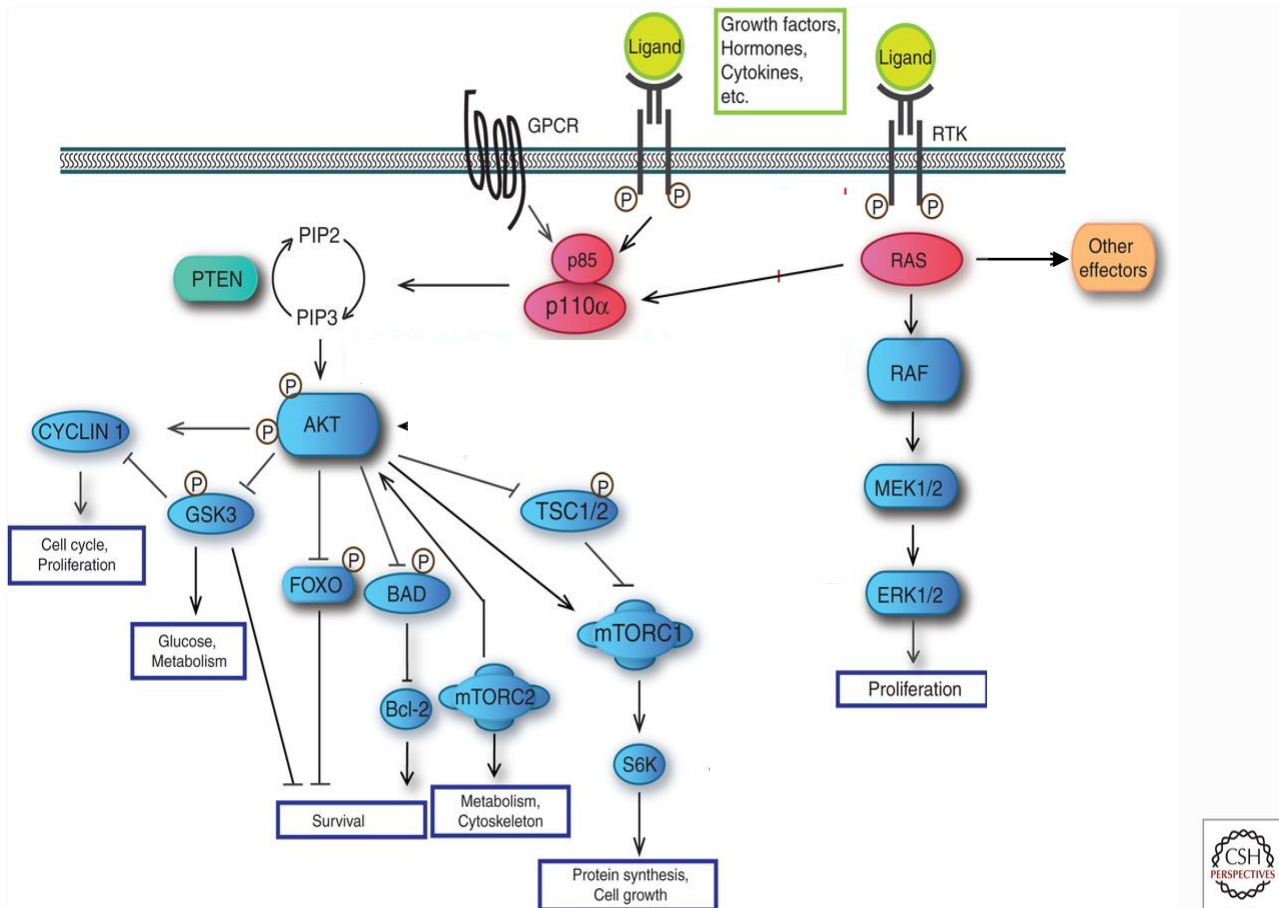 Growth factors,
Hormones,
Cytokines,
etc.
Ligand
Ligand
GPCR
RTK
P
P
P
P
PIP2
PTEN
PIP3
p85
p110α
RAS
Other
effectors
RAF
P
P
AKT
CYCLIN 1
P
GSK3
P
TSC1/2
MEK1/2
Cell cycle,
Proliferation
P
FOXO
P
BAD
ERK1/2
mTORC1
Glucose,
Metabolism
Bcl-2
mTORC2
Proliferation
S6K
Survival
Metabolism,
Cytoskeleton
Protein synthesis,
Cell growth
CSH
PERSPECTIVES